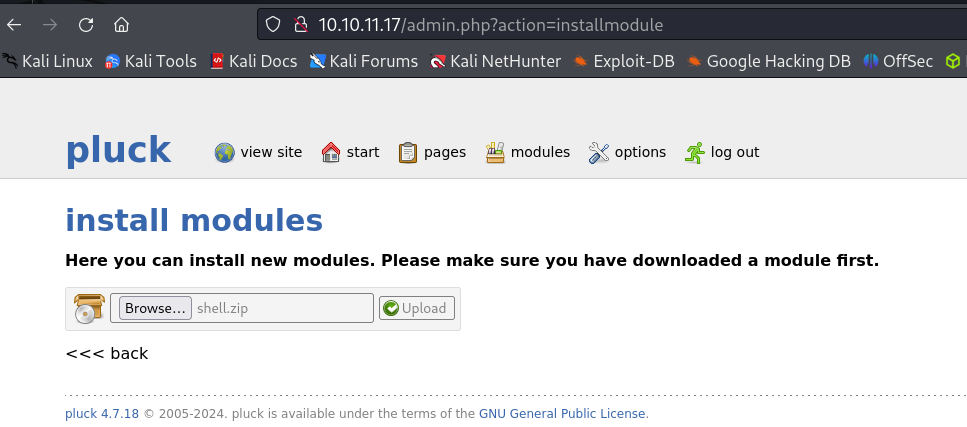 10.10.11.17/admin.php?action=installmodule
Kali Linux Kali Tools Kali Docs Kali Forums Kali NetHunter Exploit-DB Google Hacking DB OffSec
pluck view site start pages modules options log out
install modules
Here you can install new modules. Please make sure you have downloaded a module first.
Browse... shell.zip Upload
<<< back
pluck 4.7.18 © 2005-2024. pluck is available under the terms of the GNU General Public License.